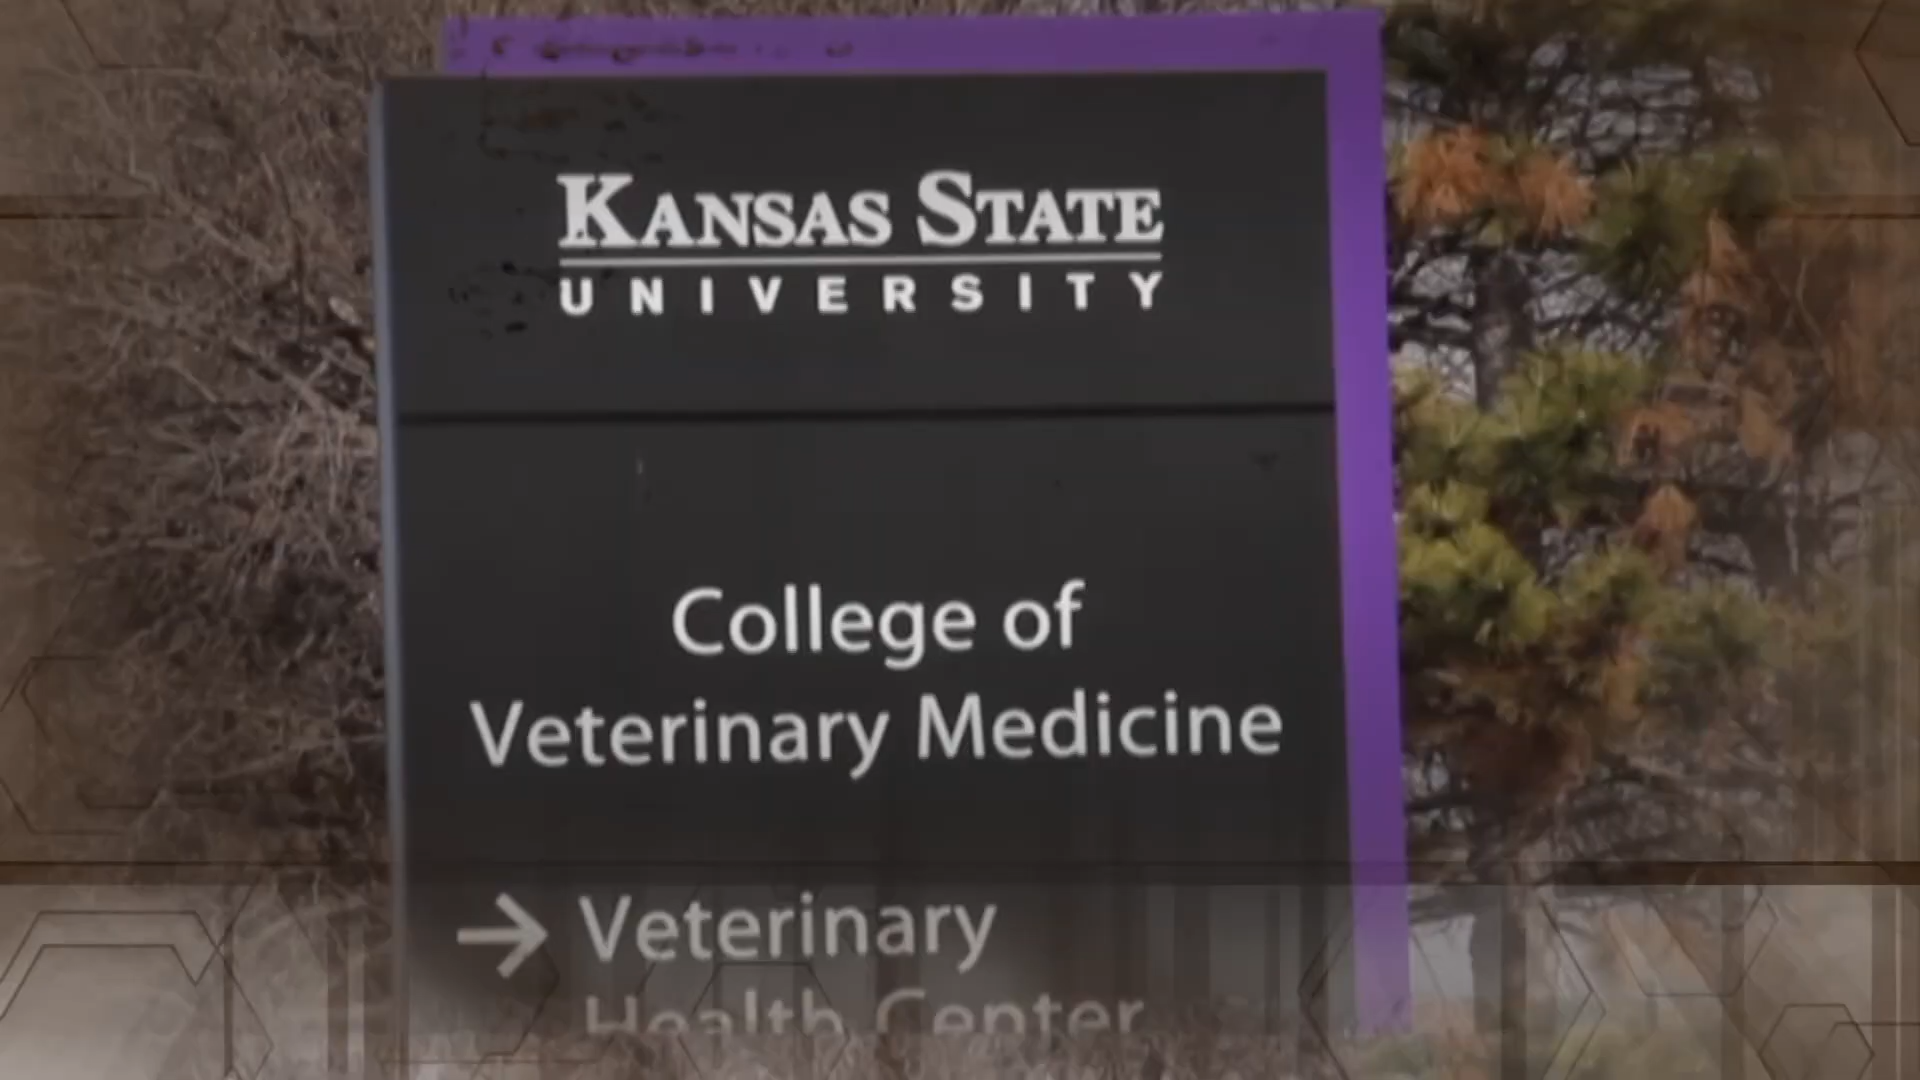 KANSAS STATE
UNIVERSITY
College of
Veterinary Medicine
→ Veterinary
Health Center